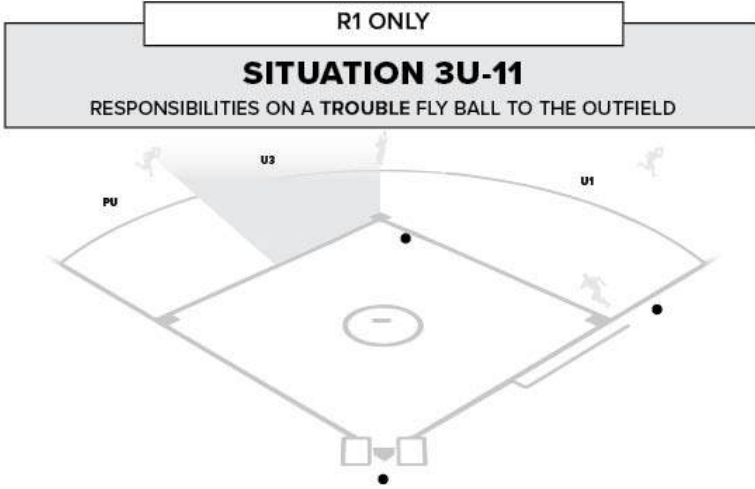 R1 ONLY
SITUATION 3U-11
RESPONSIBILITIES ON A TROUBLE FLY BALL TO THE OUTFIELD
U3
U1
PU